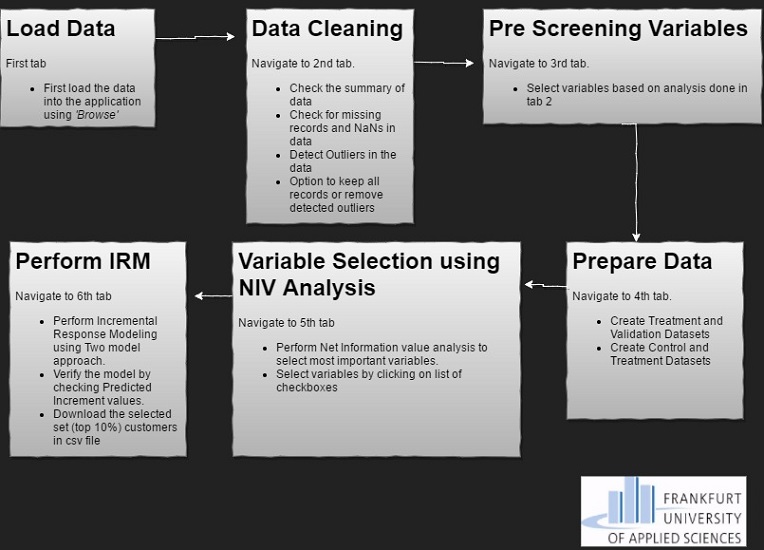 Load Data
First tab
• First load the data
into the application
using 'Browse'
Data Cleaning
Navigate to 2nd tab.
• Check the summary of
data
• Check for missing
records and NaNs in
data
• Detect Outliers in the
data
• Option to keep all
records or remove
detected outliers
Pre Screening Variables
Navigate to 3rd tab.
• Select variables based on analysis done in
tab 2
Prepare Data
Navigate to 4th tab.
• Create Treatment and
Validation Datasets
• Create Control and
Treatment Datasets
Variable Selection using
NIV Analysis
Navigate to 5th tab
• Perform Net Information value analysis to
select most important variables.
• Select variables by clicking on list of
checkboxes
Perform IRM
Navigate to 6th tab
• Perform Incremental
Response Modeling
using Two model
approach.
• Verify the model by
checking Predicted
Increment values.
• Download the selected
set (top 10%) customers
in csv file
FRANKFURT
UNIVERSITY
OF APPLIED SCIENCES